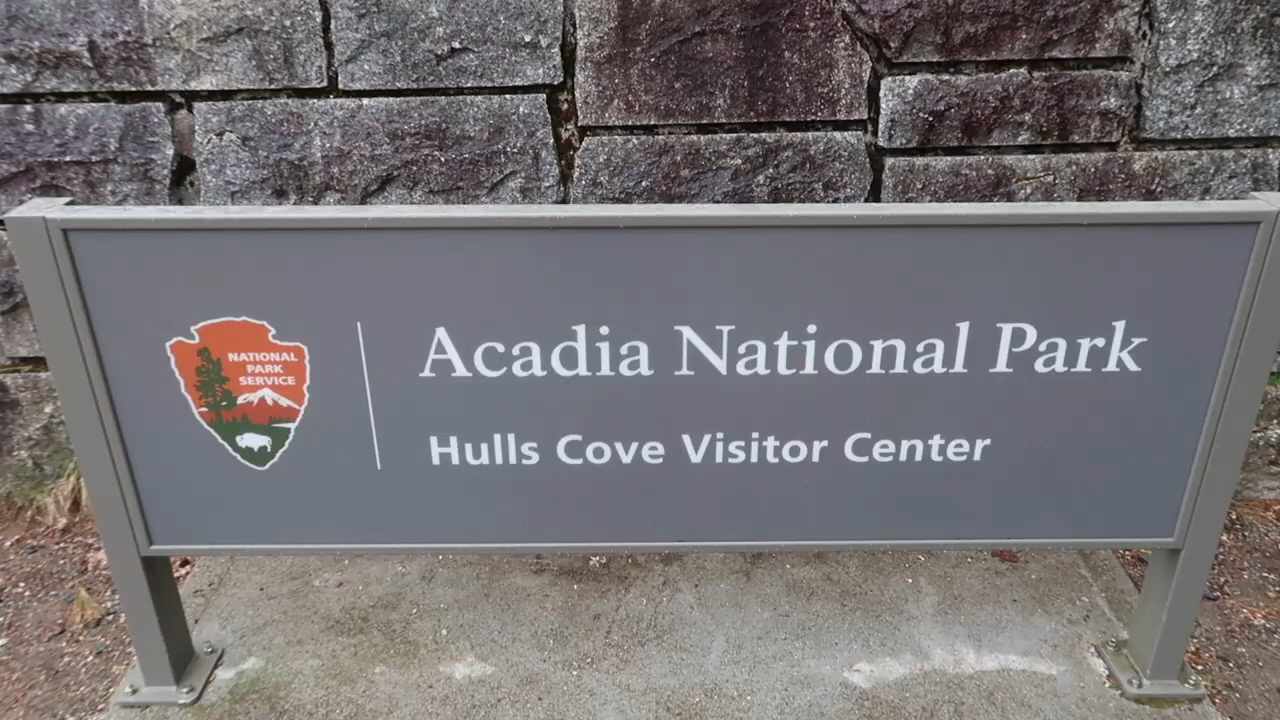 NATIONAL
PARK
SERVICE
Acadia National Park
Hulls Cove Visitor Center